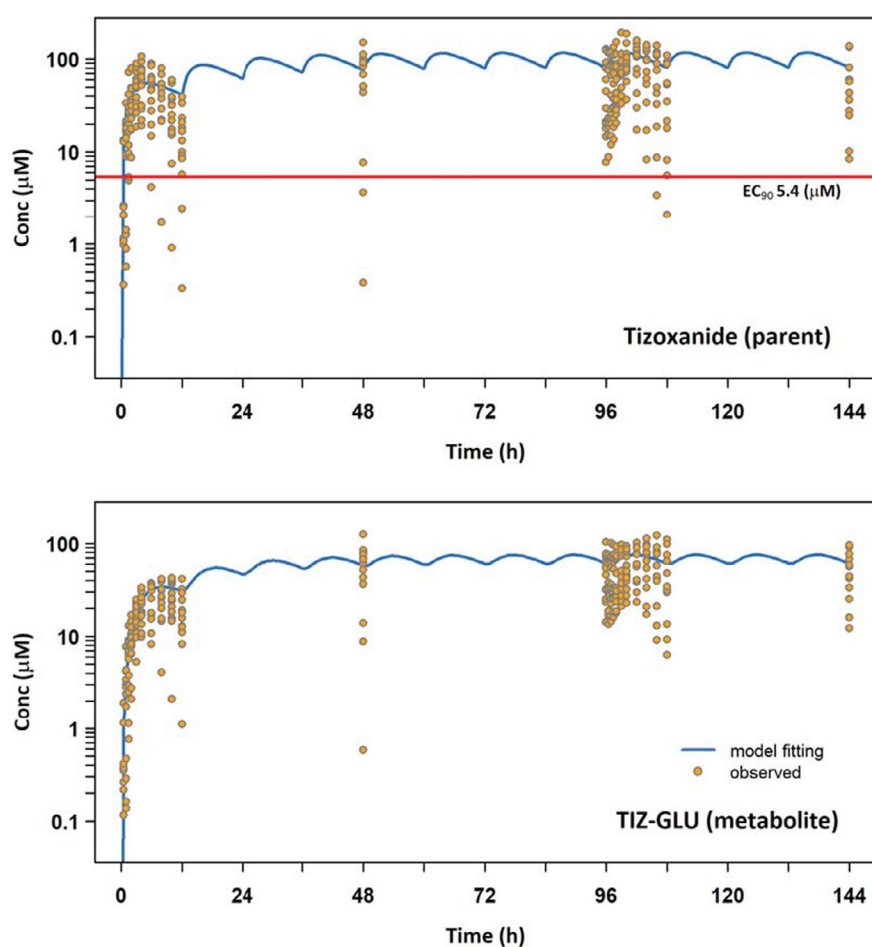 100
10
1
0.1
Conc (μM)
EC90 5.4 (μM)
Tizoxanide (parent)
0 24 48 72 96 120 144
Time (h)
100
10
1
0.1
Conc (μM)
model fitting
observed
TIZ-GLU (metabolite)
0 24 48 72 96 120 144
Time (h)